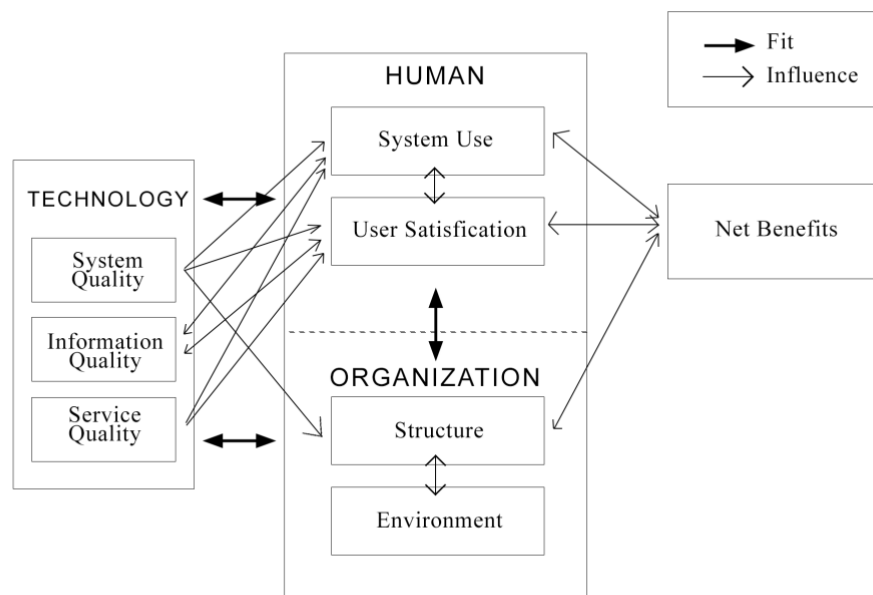 HUMAN
System Use
User Satisfication
TECHNOLOGY
System
Quality
Information
Quality
Service
Quality
ORGANIZATION
Structure
Environment
Net Benefits
Fit
Influence